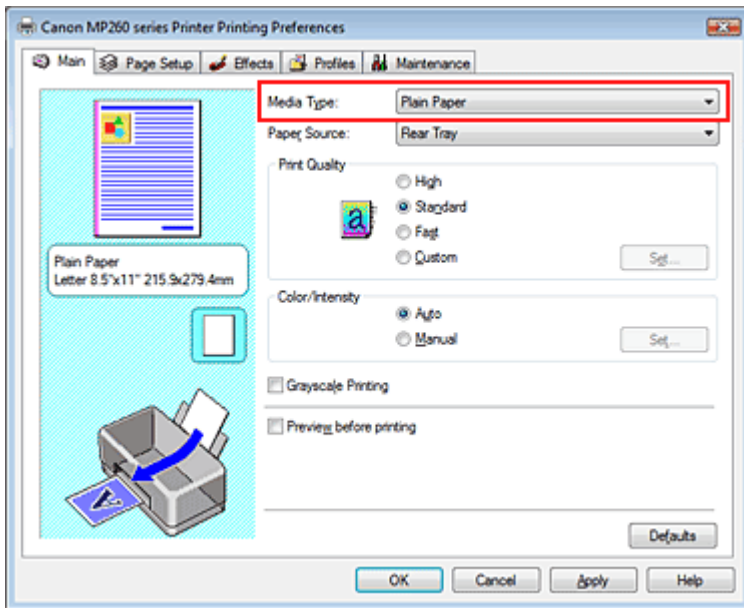 Canon MP260 series Printer Printing Preferences
Main Page Setup Effects Profiles Maintenance
Media Type: Plain Paper
Paper Source: Rear Tray
Print Quality
High
Standard
Fast
Custom Set...
Plain Paper
Letter 8.5"x11" 215.9x279.4mm
Color/Intensity
Auto
Manual Set...
Grayscale Printing
Preview before printing
Defaults
OK Cancel Apply Help